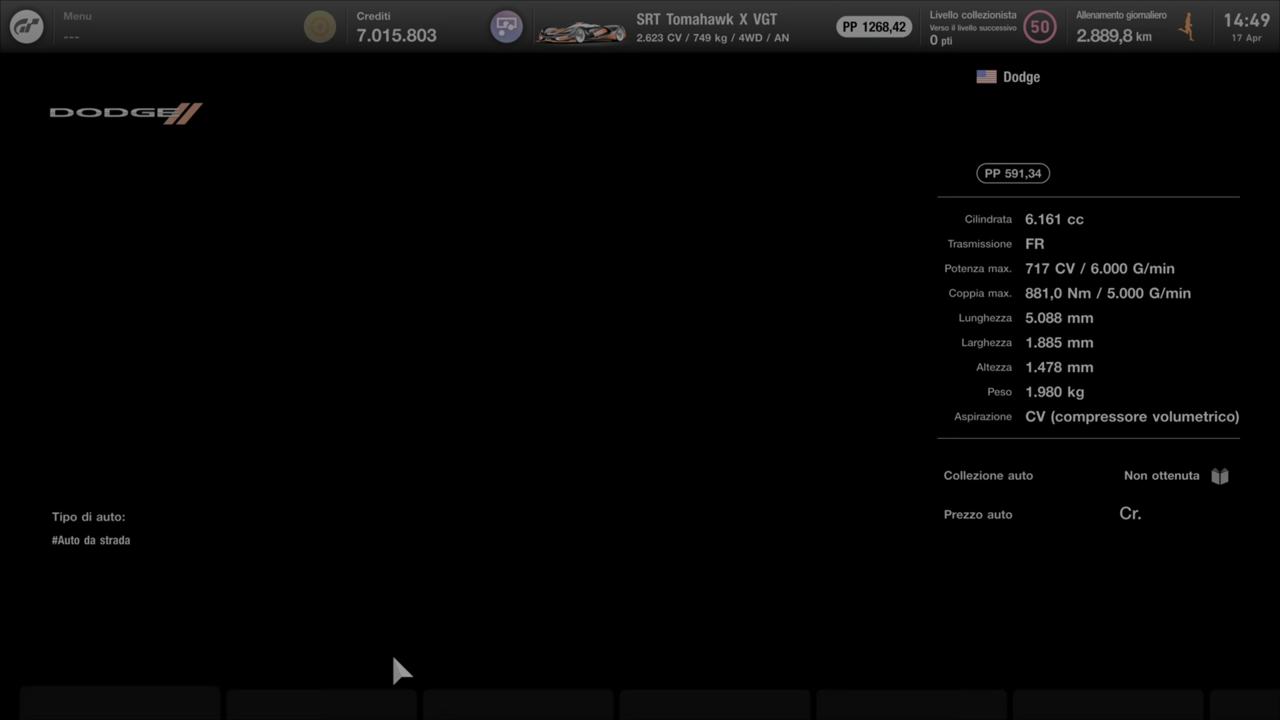 Menu
---
Crediti
7.015.803
SRT Tomahawk X VGT
2.623 CV / 749 kg / 4WD / AN
PP 1268,42
Livello collezionista
Verso il livello successivo
0 pti
50
Allenamento giornaliero
2.889,8 km
14:49
17 Apr
DODGE
Dodge
PP 591,34
Cilindrata 6.161 cc
Trasmissione FR
Potenza max. 717 CV / 6.000 G/min
Coppia max. 881,0 Nm / 5.000 G/min
Lunghezza 5.088 mm
Larghezza 1.885 mm
Altezza 1.478 mm
Peso 1.980 kg
Aspirazione CV (compressore volumetrico)
Collezione auto Non ottenuta
Prezzo auto Cr.
Tipo di auto:
#Auto da strada